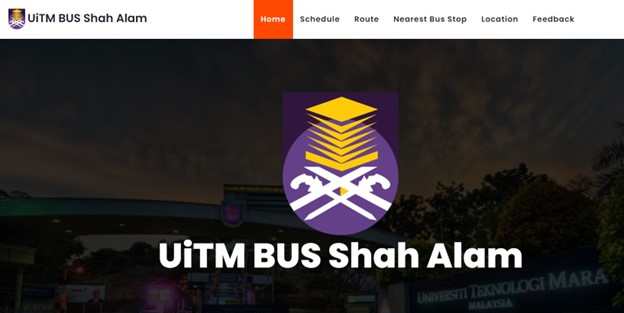 UiTM BUS Shah Alam
Home Schedule Route Nearest Bus Stop Location Feedback
UiTM BUS Shah Alam
UNIVERSITI TEKNOLOGI MARA
MALAYSIA